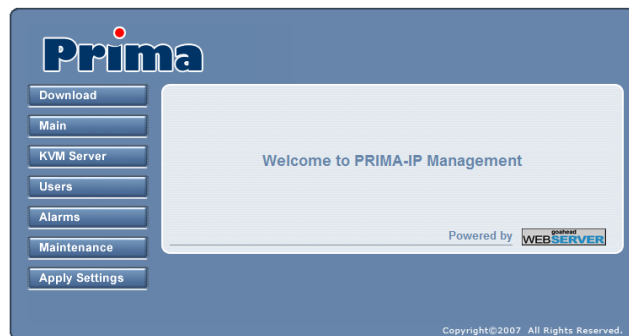 Prima
Download
Main
KVM Server
Users
Alarms
Maintenance
Apply Settings
Welcome to PRIMA-IP Management
Powered by
goahead
WEBSERVER
Copyright©2007 All Rights Reserved.